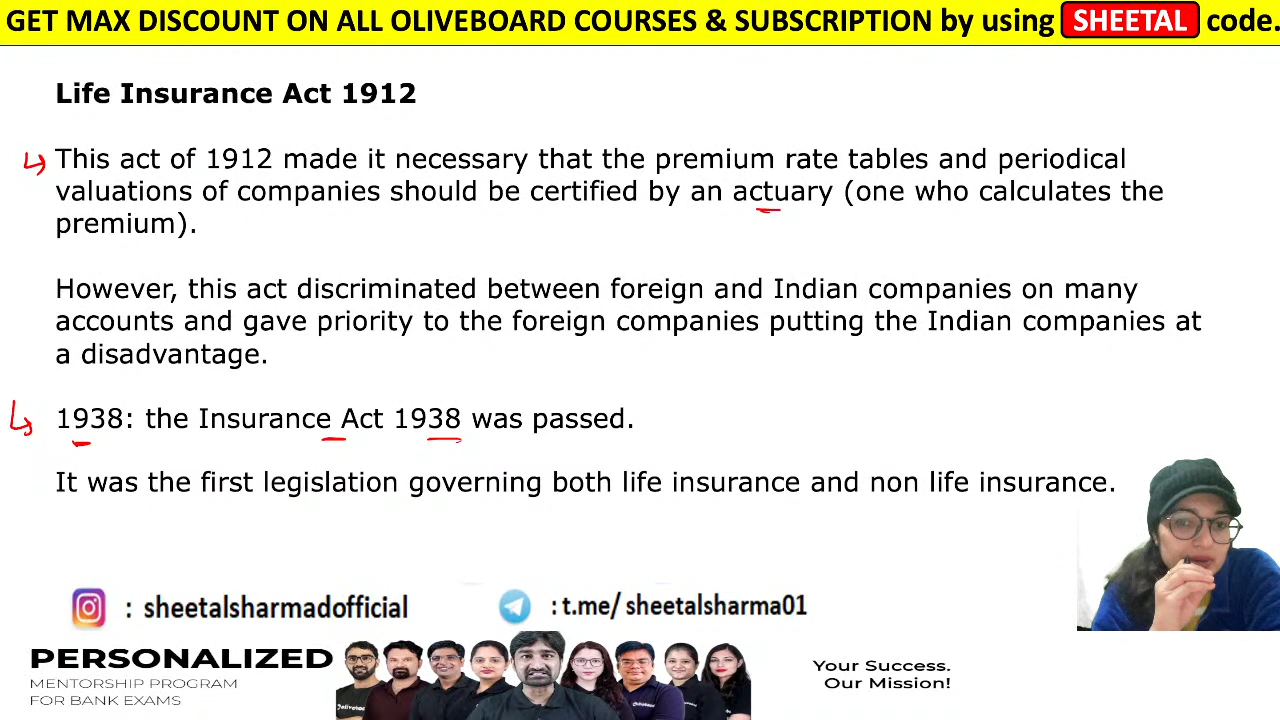 GET MAX DISCOUNT ON ALL OLIVEBOARD COURSES & SUBSCRIPTION by using SHEETAL code.
Life Insurance Act 1912
This act of 1912 made it necessary that the premium rate tables and periodical
valuations of companies should be certified by an actuary (one who calculates the
premium).
However, this act discriminated between foreign and Indian companies on many
accounts and gave priority to the foreign companies putting the Indian companies at
a disadvantage.
1938: the Insurance Act 1938 was passed.
It was the first legislation governing both life insurance and non life insurance.
: sheetalsharmadofficial
: t.me/ sheetalsharma01
PERSONALIZED
MENTORSHIP PROGRAM
FOR BANK EXAMS
Your Success.
Our Mission!